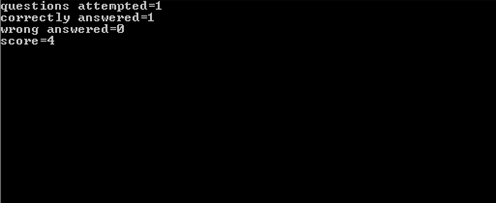 questions attempted=1
correctly answered=1
wrong answered=0
score=4